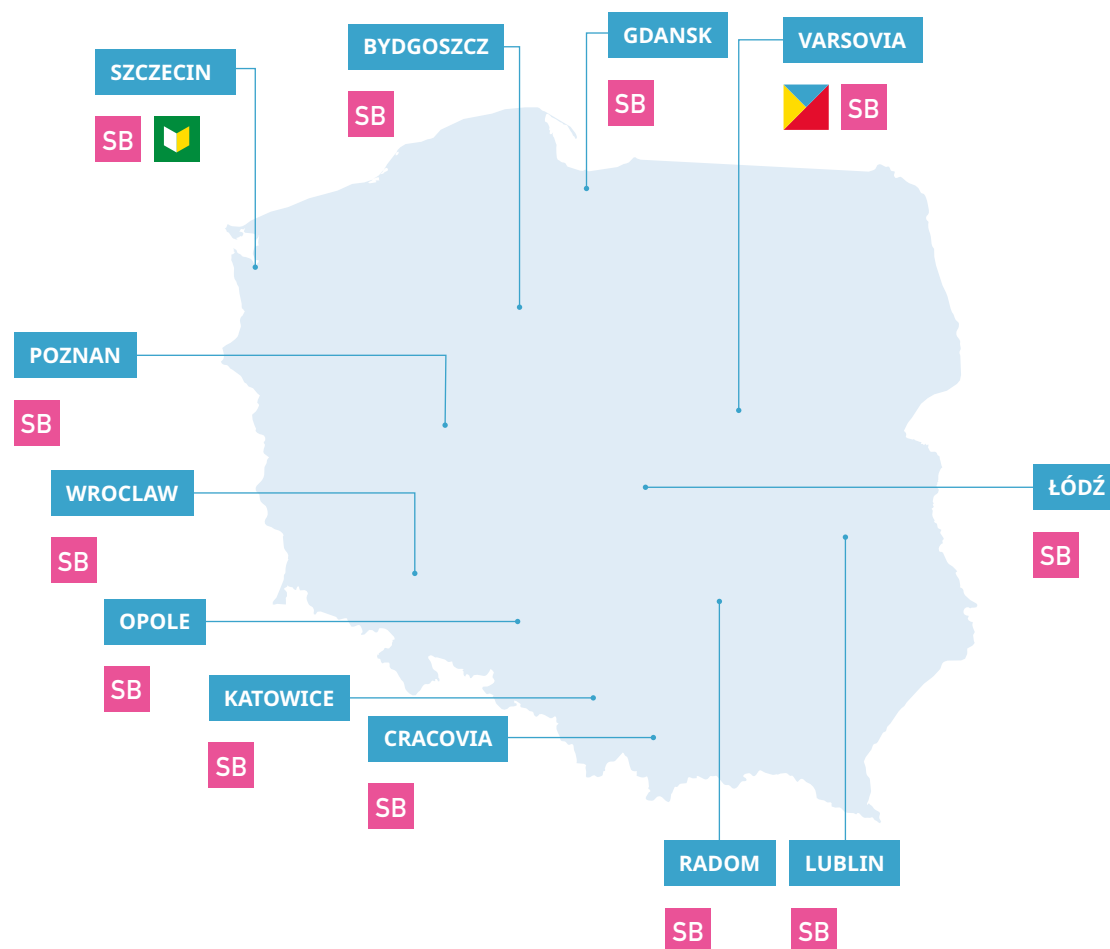 BYDGOSZCZ
SB
GDANSK
SB
VARSOVIA
SB
SZCZECIN
SB
POZNAN
SB
WROCLAW
SB
ŁÓDŹ
SB
OPOLE
SB
KATOWICE
SB
CRACOVIA
SB
RADOM
SB
LUBLIN
SB